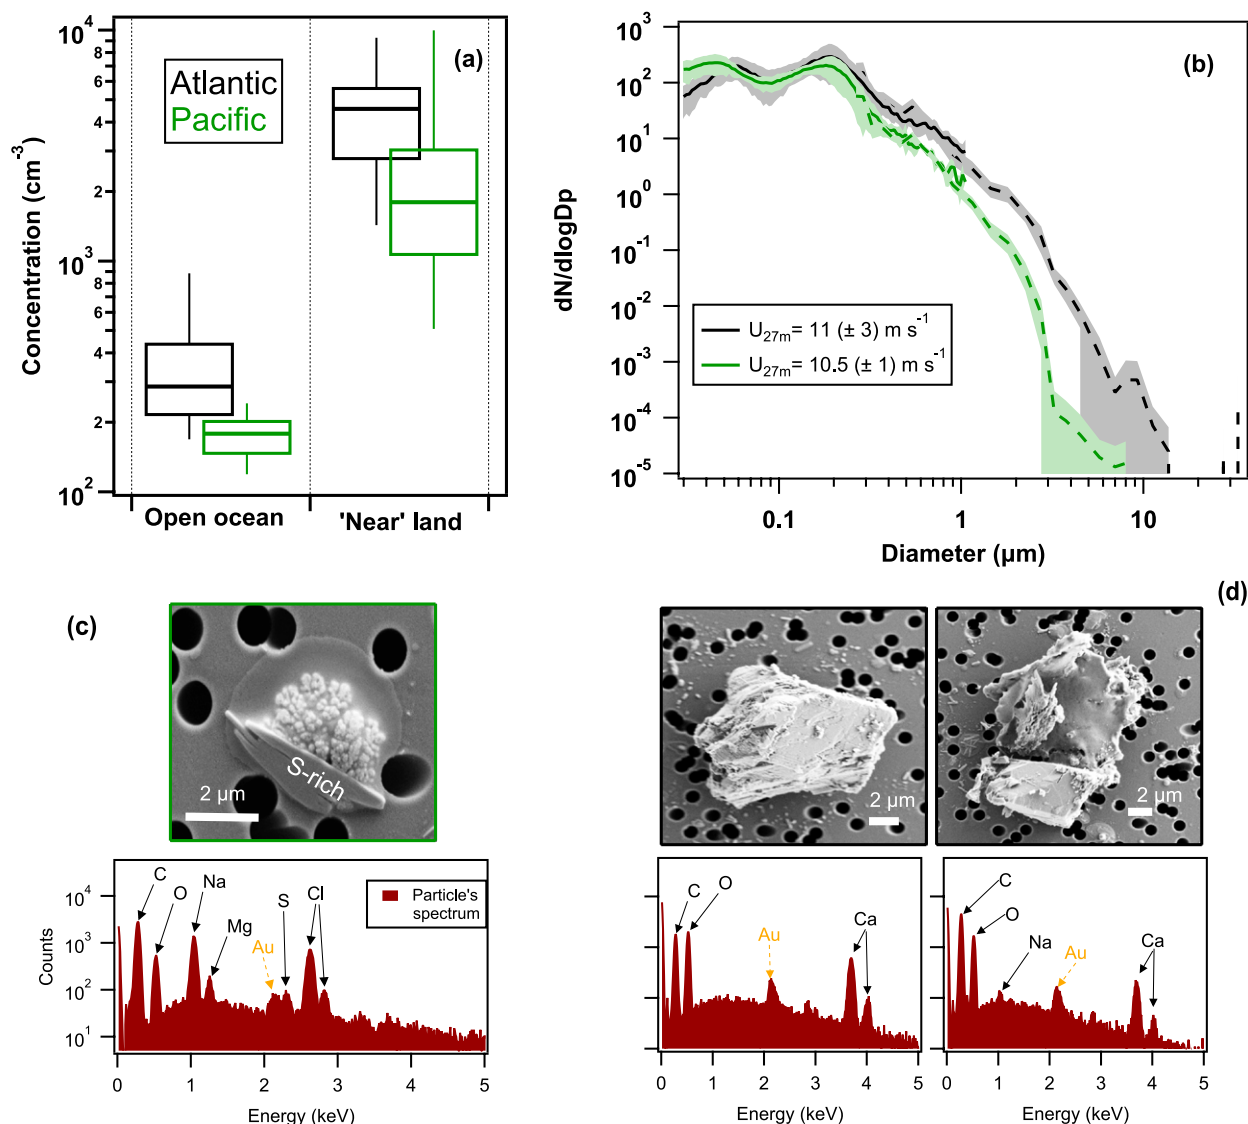 (a)
Atlantic
Pacific
Concentration (cm-3)
10^4
8
6
4
2
10^3
8
6
4
2
10^2
Open ocean
'Near' land
(b)
dN/dlogDp
10^3
10^2
10^1
10^0
10^-1
10^-2
10^-3
10^-4
10^-5
U27m= 11 (± 3) m s-1
U27m= 10.5 (± 1) m s-1
0.1
1
10
Diameter (µm)
(c)
S-rich
2 µm
C
O
Na
Mg
Au
S
Cl
Particle's
spectrum
Counts
10^4
10^3
10^2
10^1
0 1 2 3 4 5
Energy (keV)
(d)
2 µm
2 µm
C
O
Au
Ca
0 1 2 3 4 5
Energy (keV)
C
O
Na
Au
Ca
0 1 2 3 4 5
Energy (keV)